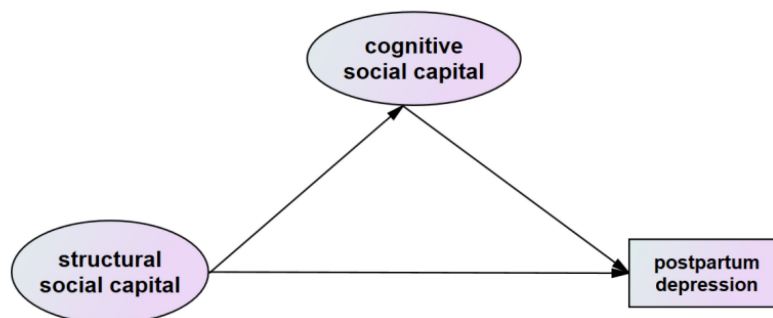 cognitive
social capital
structural
social capital
postpartum
depression